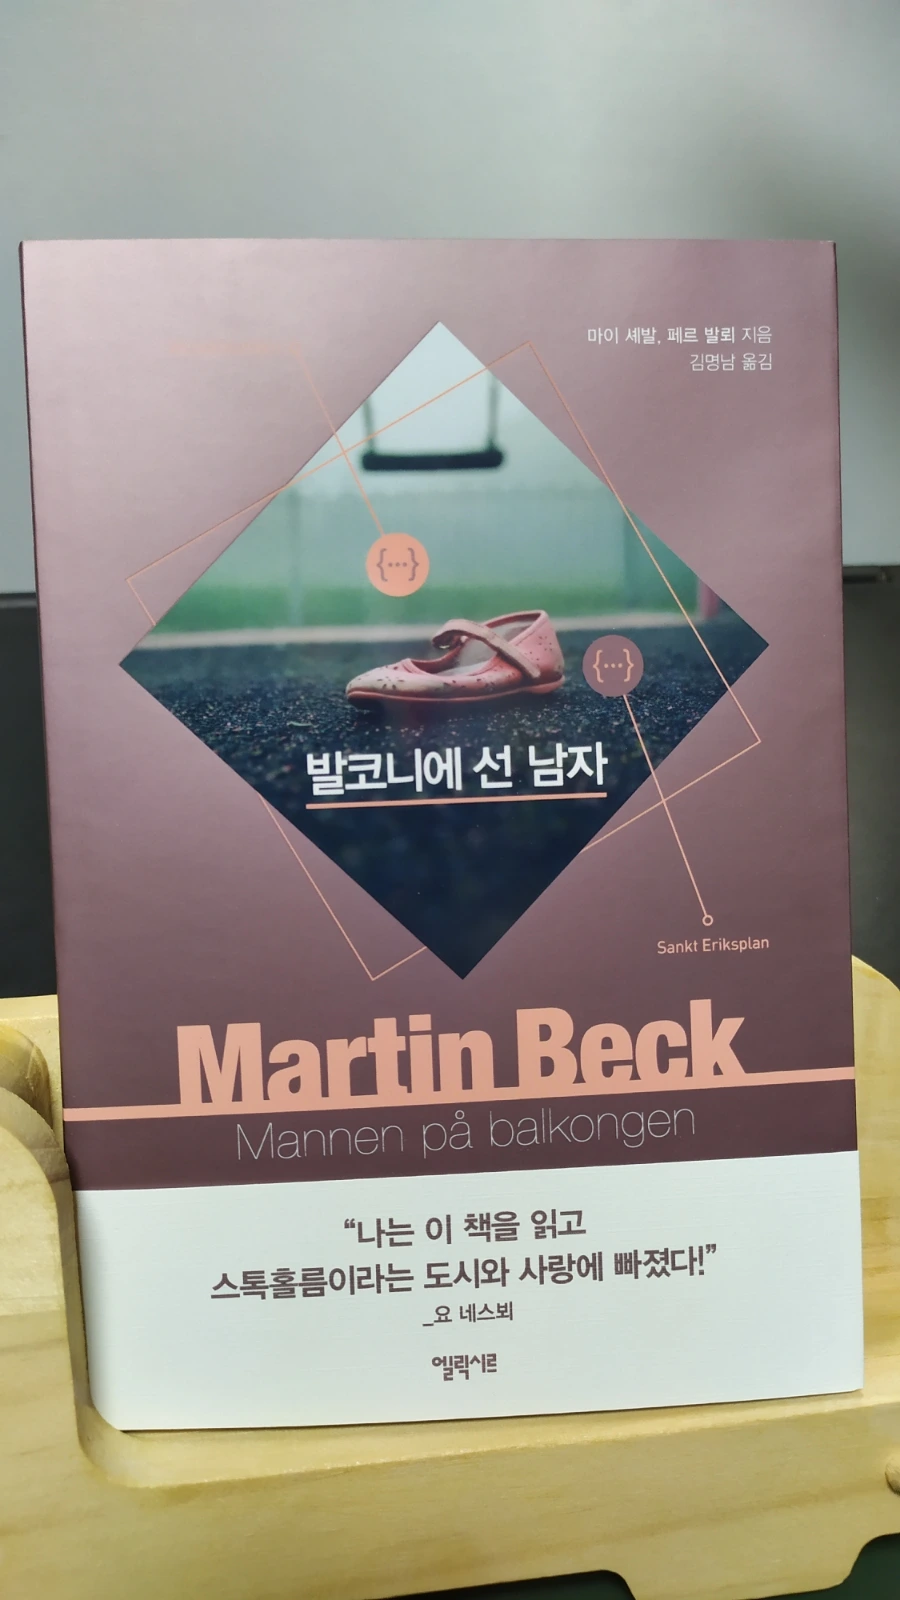 마이 셰발, 페르 발뢰 지음
김명남 옮김
{···}
{···}
발코니에 선 남자
Sankt Eriksplan
Martin Beck
Mannen på balkongen
“나는 이 책을 읽고
스톡홀름이라는 도시와 사랑에 빠졌다!”
_요 네스뵈
엘릭시르